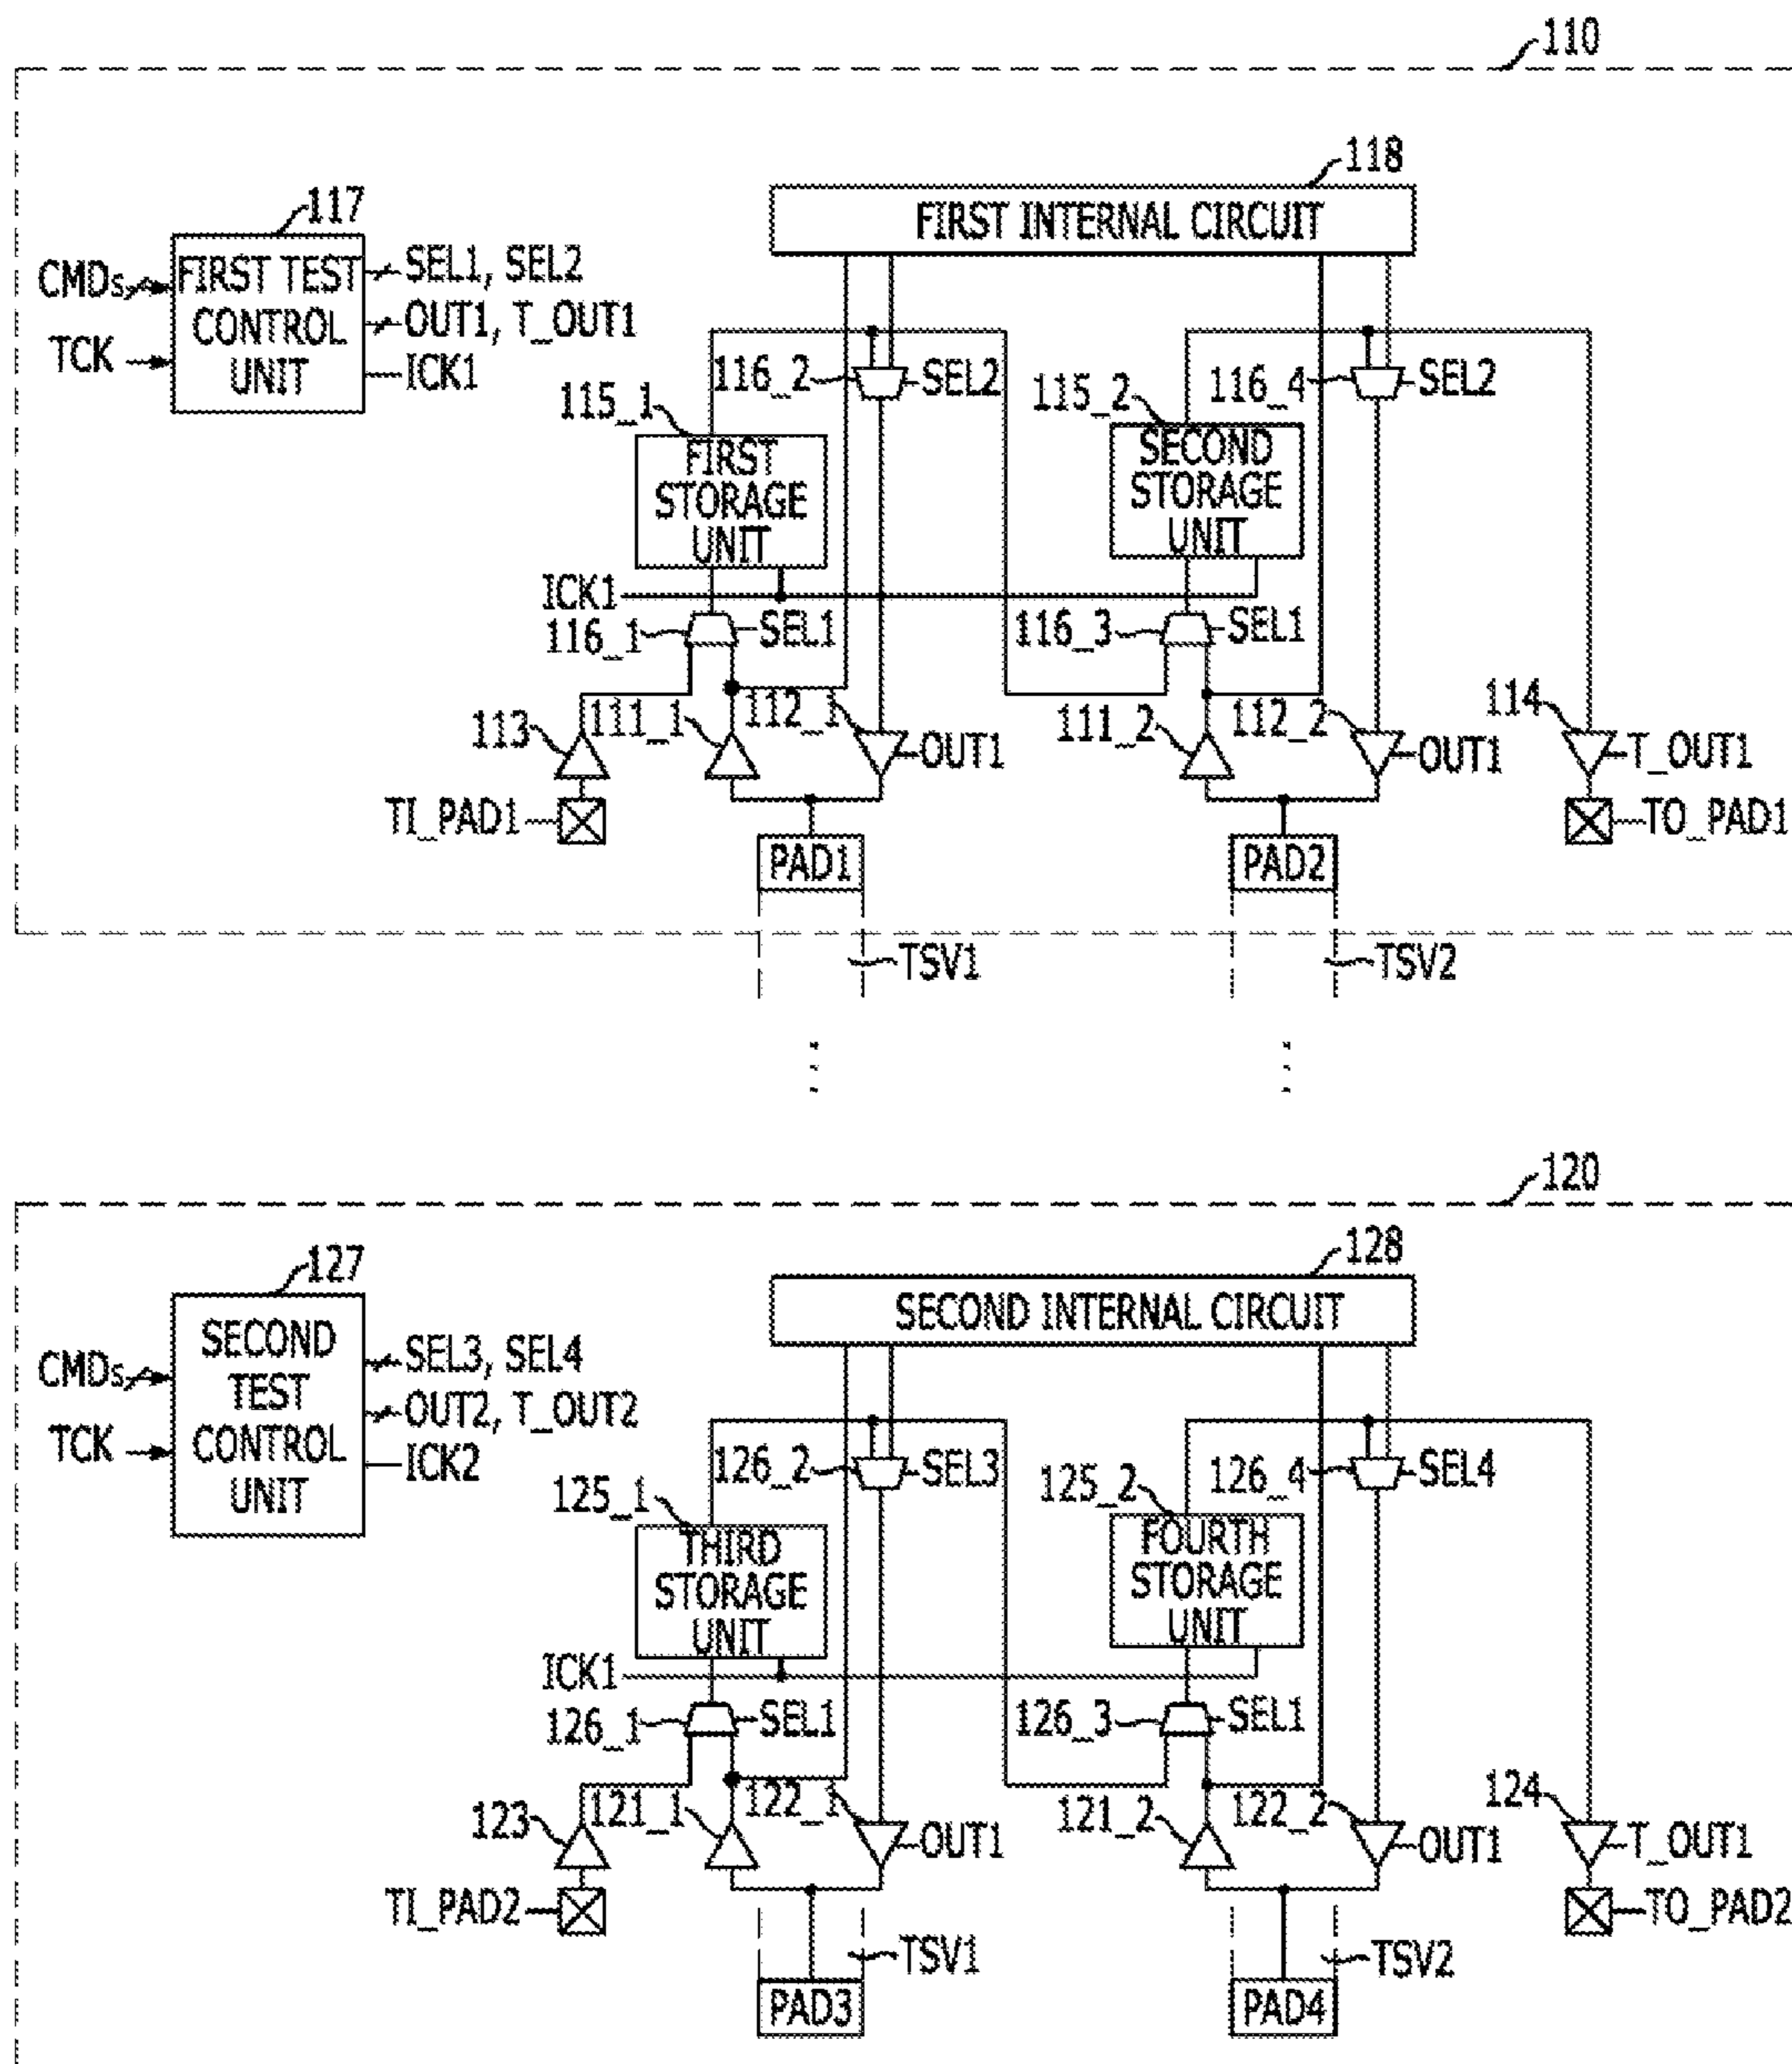 110
118
FIRST INTERNAL CIRCUIT
117
CMDs
TCK
FIRST TEST
CONTROL
UNIT
SEL1, SEL2
OUT1, T_OUT1
ICK1
116_2
SEL2
116_4
SEL2
115_1
FIRST
STORAGE
UNIT
115_2
SECOND
STORAGE
UNIT
ICK1
116_1
SEL1
116_3
SEL1
113
111_1
112_1
OUT1
111_2
112_2
OUT1
114
T_OUT1
TI_PAD1
TO_PAD1
PAD1
PAD2
TSV1
TSV2
120
128
SECOND INTERNAL CIRCUIT
127
CMDs
TCK
SECOND
TEST
CONTROL
UNIT
SEL3, SEL4
OUT2, T_OUT2
ICK2
126_2
SEL3
126_4
SEL4
125_1
THIRD
STORAGE
UNIT
125_2
FOURTH
STORAGE
UNIT
ICK1
126_1
SEL1
126_3
SEL1
123
121_1
122_1
OUT1
121_2
122_2
OUT1
124
T_OUT1
TI_PAD2
TO_PAD2
TSV1
TSV2
PAD3
PAD4